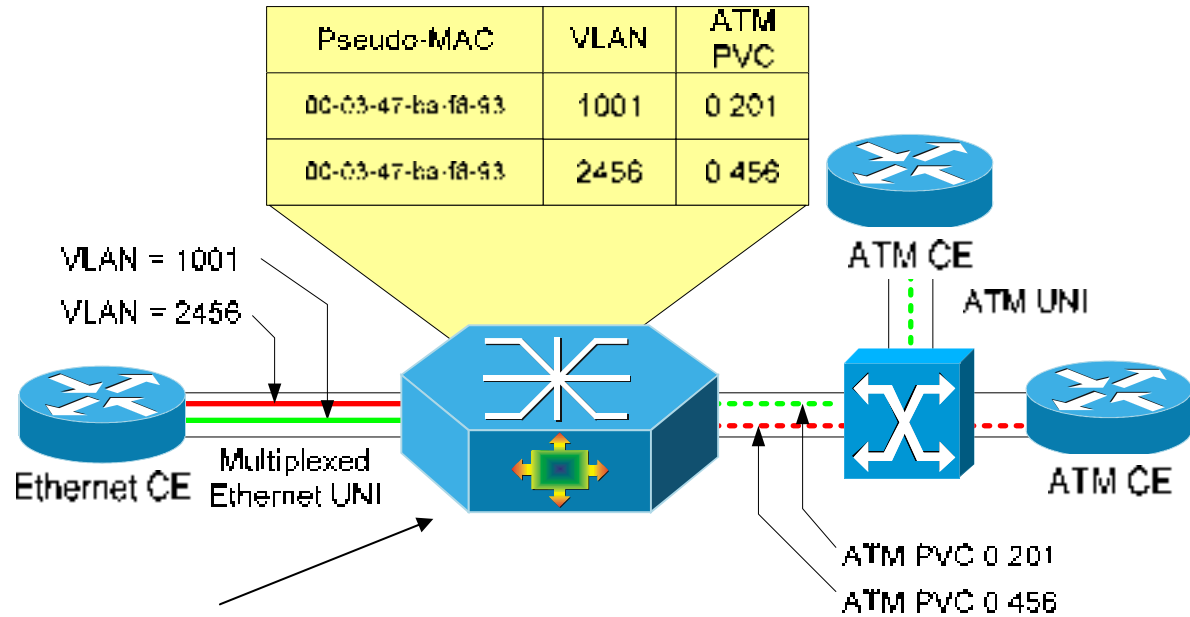 Pseudo-MAC VLAN ATM PVC
00-03-47-ba-f8-93 1001 0 201
00-03-47-ba-f8-93 2456 0 456
VLAN = 1001
VLAN = 2456
ATM CE
ATM UNI
Ethernet CE
Multiplexed
Ethernet UNI
ATM CE
ATM PVC 0 201
ATM PVC 0 456